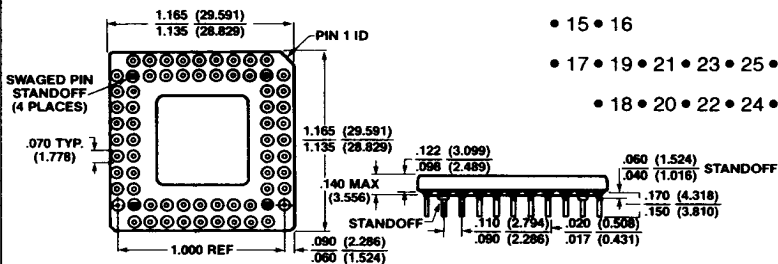 1.165 (29.591)
1.135 (28.829)
PIN 1 ID
SWAGED PIN
STANDOFF
(4 PLACES)
.070 TYP.
(1.778)
1.165 (29.591)
1.135 (28.829)
1.000 REF
.090 (2.286)
.060 (1.524)
.122 (3.099)
.098 (2.489)
.140 MAX
(3.556)
STANDOFF
.110 (2.794)
.090 (2.286)
.020 (0.508)
.017 (0.431)
.060 (1.524)
.040 (1.016)
STANDOFF
.170 (4.318)
.150 (3.810)
• 15 • 16
• 17 • 19 • 21 • 23 • 25 •
• 18 • 20 • 22 • 24 •